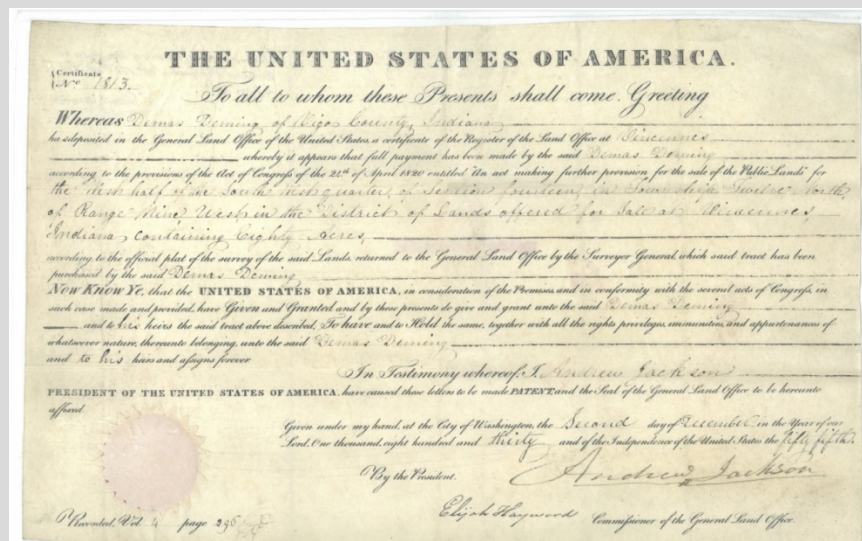 THE UNITED STATES OF AMERICA.
Certificate
No. 1813.
To all to whom these Presents shall come, Greeting
Whereas Demas Deming, of Vigo County, Indiana
has deposited in the General Land Office of the United States, a certificate of the Register of the Land Office at Vincennes
whereby it appears that full payment has been made by the said Demas Deming
according to the provisions of the Act of Congress of the 24th of April 1820 entitled "An act making further provision for the sale of the Public Lands" for
the West half of the South West quarter of Section fourteen, in Township Twelve North,
of Range Nine West in the District of Lands offered for Sale at Vincennes,
Indiana, containing Eighty Acres,
according to the official plat of the survey of the said Lands, returned to the General Land Office by the Surveyor General, which said tract has been
purchased by the said Demas Deming
Now Know Ye, that the UNITED STATES OF AMERICA, in consideration of the Premises, and in conformity with the several acts of Congress, in
such case made and provided, have Given and Granted and by these presents do give and grant unto the said Demas Deming
and to his heirs the said tract above described, To have and to Hold the same, together with all the rights privileges, immunities, and appurtenances of
whatsoever nature, thereunto belonging, unto the said Demas Deming
and to his heirs and assigns forever
In Testimony whereof, I, Andrew Jackson
PRESIDENT OF THE UNITED STATES OF AMERICA, have caused these letters to be made PATENT, and the Seal of the General Land Office to be hereunto
affixed.
Given under my hand, at the City of Washington, the Second day of December in the Year of our
Lord, One thousand, eight hundred and thirty and of the Independence of the United States the fifty fifth.
By the President.
Andrew Jackson
Elijah Hayward Commissioner of the General Land Office.
Recorded, Vol. 4 page 296